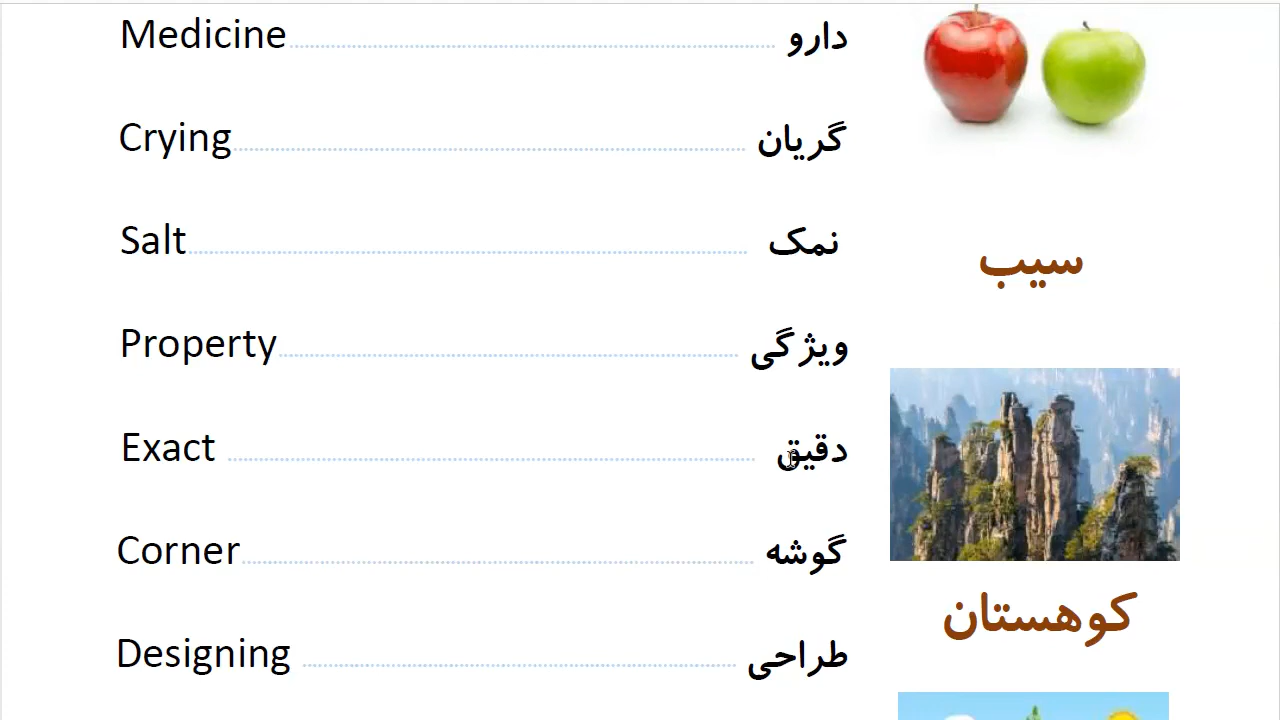 Medicine ........ دارو
Crying ........ گریان
Salt ........ نمک
Property ........ ویژگی
Exact ........ دقیق
Corner ........ گوشه
Designing ........ طراحی
سیب
کوهستان